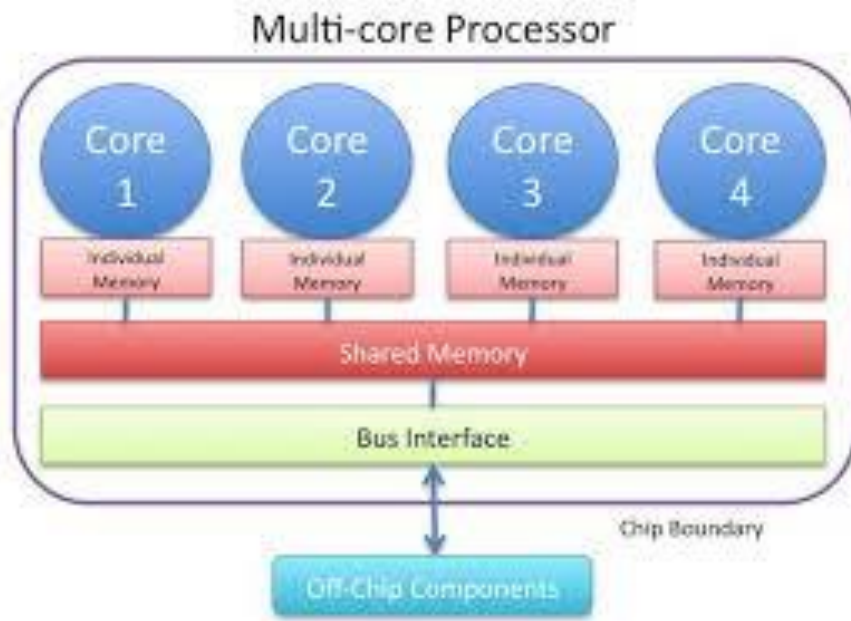 Multi-core Processor
Core
1
Core
2
Core
3
Core
4
Individual
Memory
Individual
Memory
Individual
Memory
Individual
Memory
Shared Memory
Bus Interface
Chip Boundary
Off-Chip Components